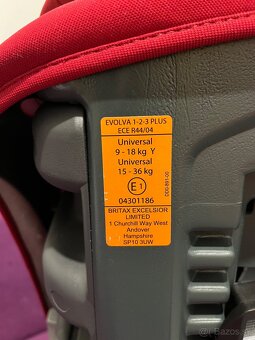 EVOLVA 1-2-3 PLUS
ECE R44/04
Universal
9 - 18 kg Y
Universal
15 - 36 kg
E1
04301186
BRITAX EXCELSIOR
LIMITED
1 Churchill Way West
Andover
Hampshire
SP10 3UW